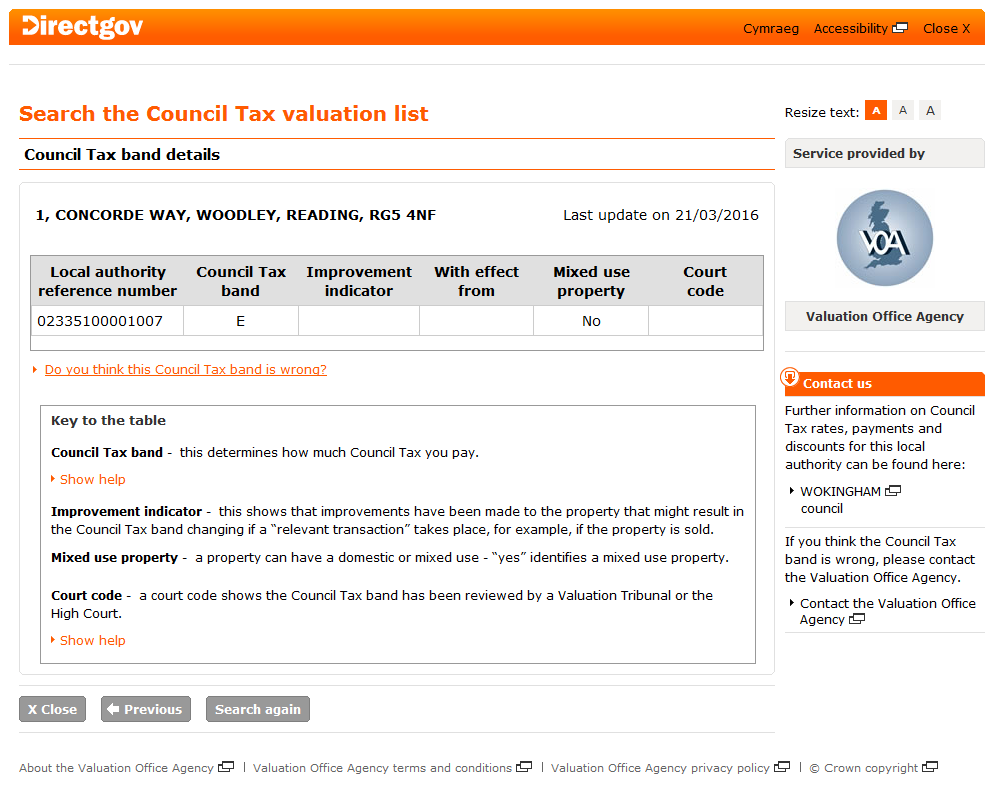 Directgov
Cymraeg Accessibility Close X
Search the Council Tax valuation list
Resize text: A A A
Council Tax band details
Service provided by
1, CONCORDE WAY, WOODLEY, READING, RG5 4NF
Last update on 21/03/2016
VOA
Local authority reference number Council Tax band Improvement indicator With effect from Mixed use property Court code
02335100001007 E No
Valuation Office Agency
Do you think this Council Tax band is wrong?
Contact us
Further information on Council
Tax rates, payments and
discounts for this local
authority can be found here:
WOKINGHAM
council
If you think the Council Tax
band is wrong, please contact
the Valuation Office Agency.
Contact the Valuation Office
Agency
Key to the table
Council Tax band - this determines how much Council Tax you pay.
Show help
Improvement indicator - this shows that improvements have been made to the property that might result in
the Council Tax band changing if a “relevant transaction” takes place, for example, if the property is sold.
Mixed use property - a property can have a domestic or mixed use - “yes” identifies a mixed use property.
Court code - a court code shows the Council Tax band has been reviewed by a Valuation Tribunal or the
High Court.
Show help
X Close Previous Search again
About the Valuation Office Agency | Valuation Office Agency terms and conditions | Valuation Office Agency privacy policy | © Crown copyright